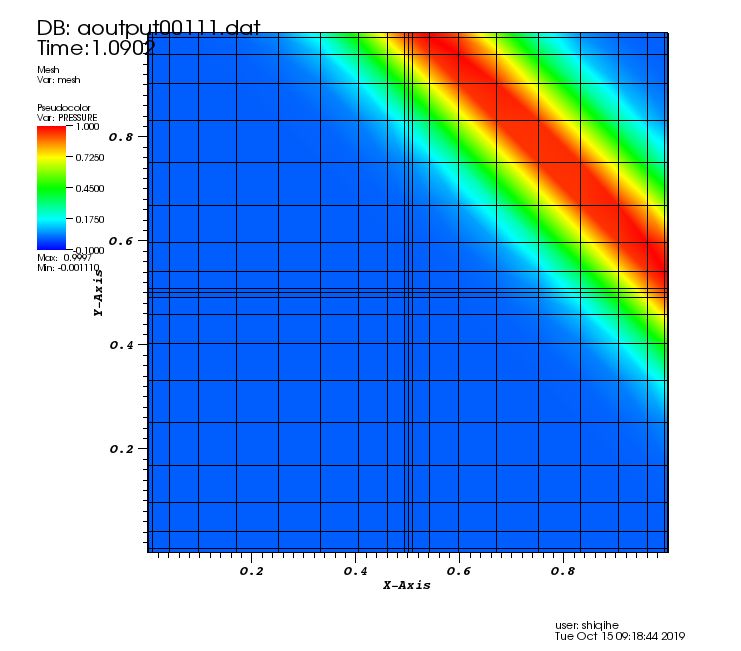 DB: aoutput00111.dat
Time:1.0902
Mesh
Var: mesh
Pseudocolor
Var: PRESSURE
1.000
0.7250
0.4500
0.1750
-0.1000
Max: 0.9997
Min: -0.001110
0.8
0.6
Y-Axis
0.4
0.2
0.2 0.4 0.6 0.8
X-Axis
user: shiqihe
Tue Oct 15 09:18:44 2019